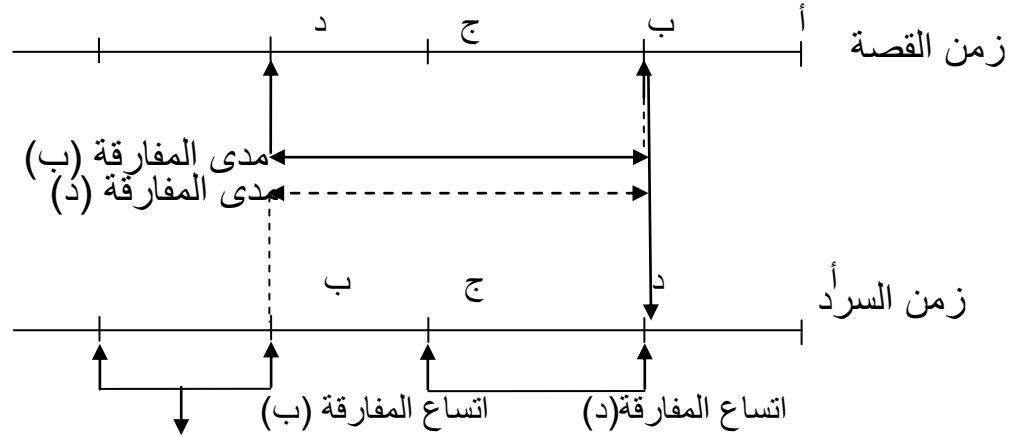 أ ب ج د
زمن القصة
مدى المفارقة (ب)
مدى المفارقة (د)
أ د ج ب
زمن السرد
اتساع المفارقة(د) اتساع المفارقة (ب)